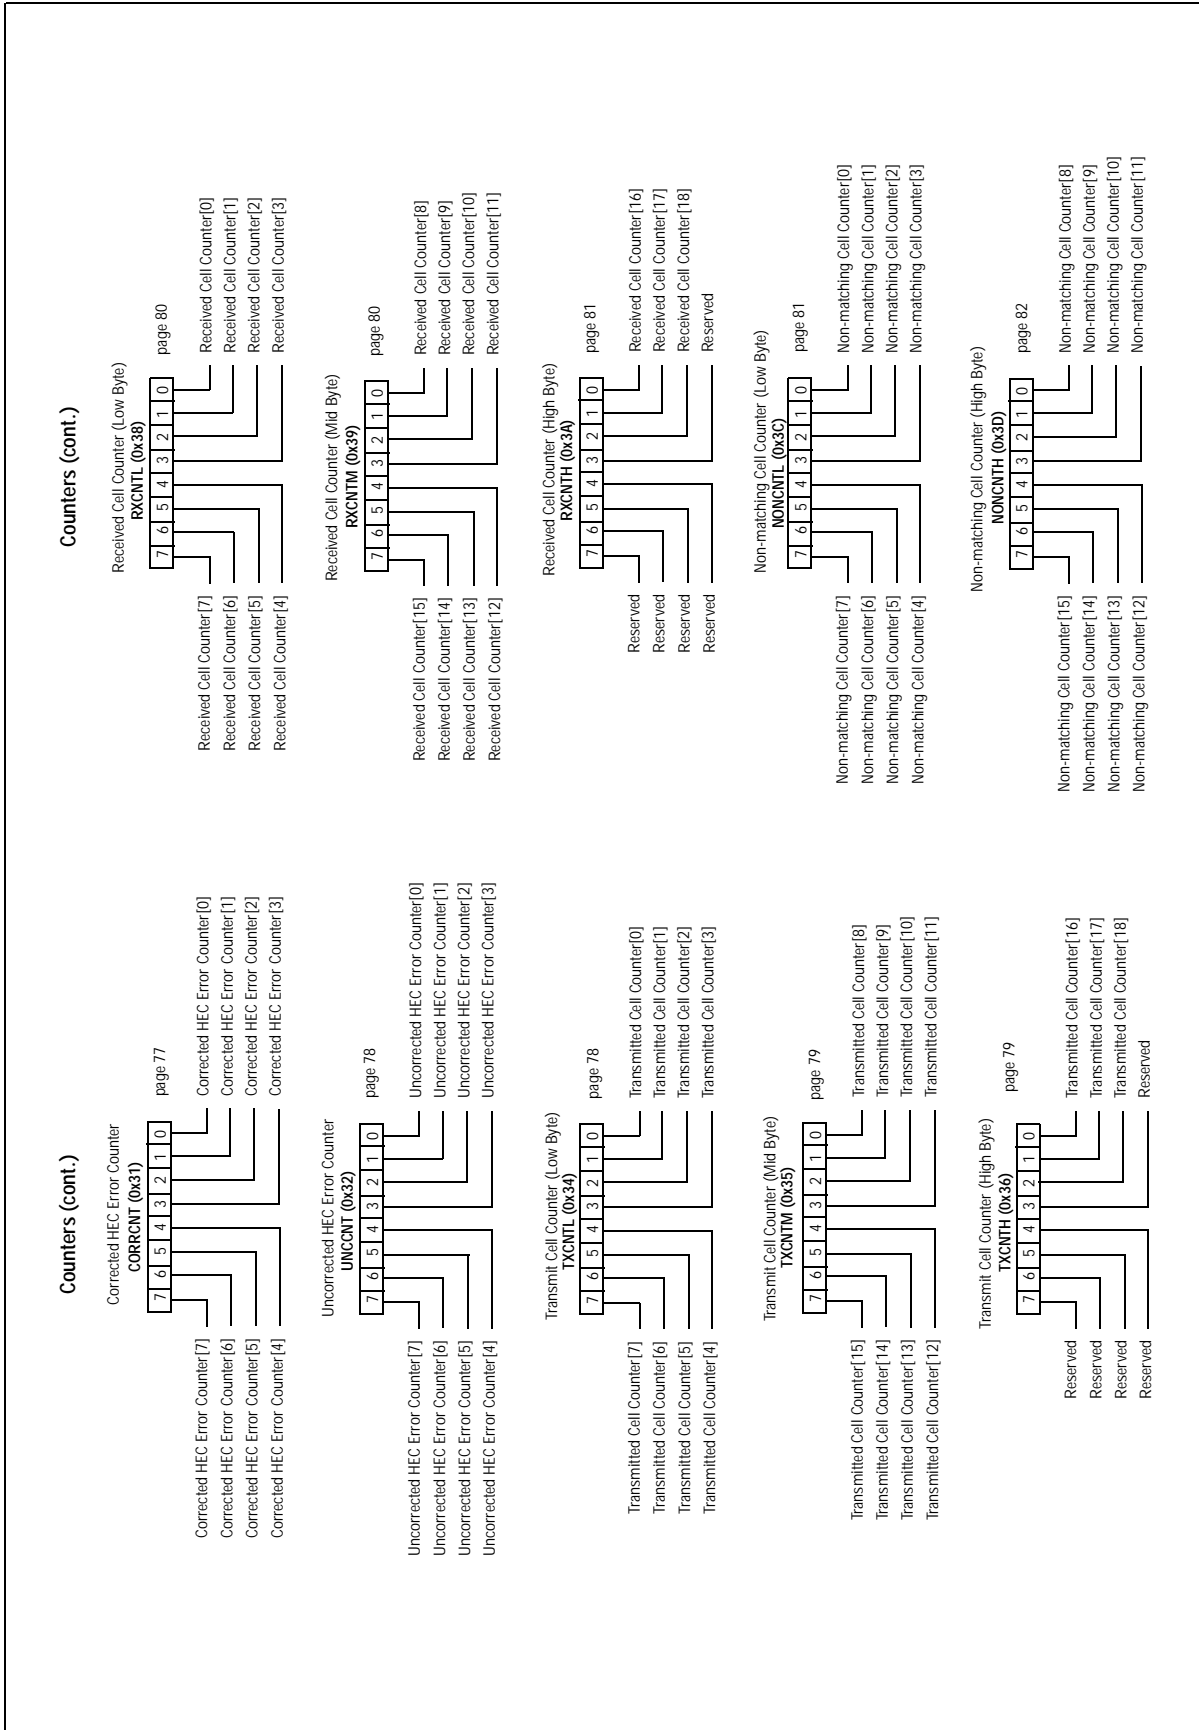 Counters (cont.)
Corrected HEC Error Counter
CORRCNT (0x31)
7 6 5 4 3 2 1 0
page 77
Corrected HEC Error Counter[7]
Corrected HEC Error Counter[6]
Corrected HEC Error Counter[5]
Corrected HEC Error Counter[4]
Corrected HEC Error Counter[0]
Corrected HEC Error Counter[1]
Corrected HEC Error Counter[2]
Corrected HEC Error Counter[3]
Uncorrected HEC Error Counter
UNCCNT (0x32)
7 6 5 4 3 2 1 0
page 78
Uncorrected HEC Error Counter[7]
Uncorrected HEC Error Counter[6]
Uncorrected HEC Error Counter[5]
Uncorrected HEC Error Counter[4]
Uncorrected HEC Error Counter[0]
Uncorrected HEC Error Counter[1]
Uncorrected HEC Error Counter[2]
Uncorrected HEC Error Counter[3]
Transmit Cell Counter (Low Byte)
TXCNTL (0x34)
7 6 5 4 3 2 1 0
page 78
Transmitted Cell Counter[7]
Transmitted Cell Counter[6]
Transmitted Cell Counter[5]
Transmitted Cell Counter[4]
Transmitted Cell Counter[0]
Transmitted Cell Counter[1]
Transmitted Cell Counter[2]
Transmitted Cell Counter[3]
Transmit Cell Counter (Mid Byte)
TXCNTM (0x35)
7 6 5 4 3 2 1 0
page 79
Transmitted Cell Counter[15]
Transmitted Cell Counter[14]
Transmitted Cell Counter[13]
Transmitted Cell Counter[12]
Transmitted Cell Counter[8]
Transmitted Cell Counter[9]
Transmitted Cell Counter[10]
Transmitted Cell Counter[11]
Transmit Cell Counter (High Byte)
TXCNTH (0x36)
7 6 5 4 3 2 1 0
page 79
Reserved
Reserved
Reserved
Reserved
Transmitted Cell Counter[16]
Transmitted Cell Counter[17]
Transmitted Cell Counter[18]
Reserved
Counters (cont.)
Received Cell Counter (Low Byte)
RXCNTL (0x38)
7 6 5 4 3 2 1 0
page 80
Received Cell Counter[7]
Received Cell Counter[6]
Received Cell Counter[5]
Received Cell Counter[4]
Received Cell Counter[0]
Received Cell Counter[1]
Received Cell Counter[2]
Received Cell Counter[3]
Received Cell Counter (Mid Byte)
RXCNTM (0x39)
7 6 5 4 3 2 1 0
page 80
Received Cell Counter[15]
Received Cell Counter[14]
Received Cell Counter[13]
Received Cell Counter[12]
Received Cell Counter[8]
Received Cell Counter[9]
Received Cell Counter[10]
Received Cell Counter[11]
Received Cell Counter (High Byte)
RXCNTH (0x3A)
7 6 5 4 3 2 1 0
page 81
Reserved
Reserved
Reserved
Reserved
Received Cell Counter[16]
Received Cell Counter[17]
Received Cell Counter[18]
Reserved
Non-matching Cell Counter (Low Byte)
NONCNTL (0x3C)
7 6 5 4 3 2 1 0
page 81
Non-matching Cell Counter[7]
Non-matching Cell Counter[6]
Non-matching Cell Counter[5]
Non-matching Cell Counter[4]
Non-matching Cell Counter[0]
Non-matching Cell Counter[1]
Non-matching Cell Counter[2]
Non-matching Cell Counter[3]
Non-matching Cell Counter (High Byte)
NONCNTH (0x3D)
7 6 5 4 3 2 1 0
page 82
Non-matching Cell Counter[15]
Non-matching Cell Counter[14]
Non-matching Cell Counter[13]
Non-matching Cell Counter[12]
Non-matching Cell Counter[8]
Non-matching Cell Counter[9]
Non-matching Cell Counter[10]
Non-matching Cell Counter[11]